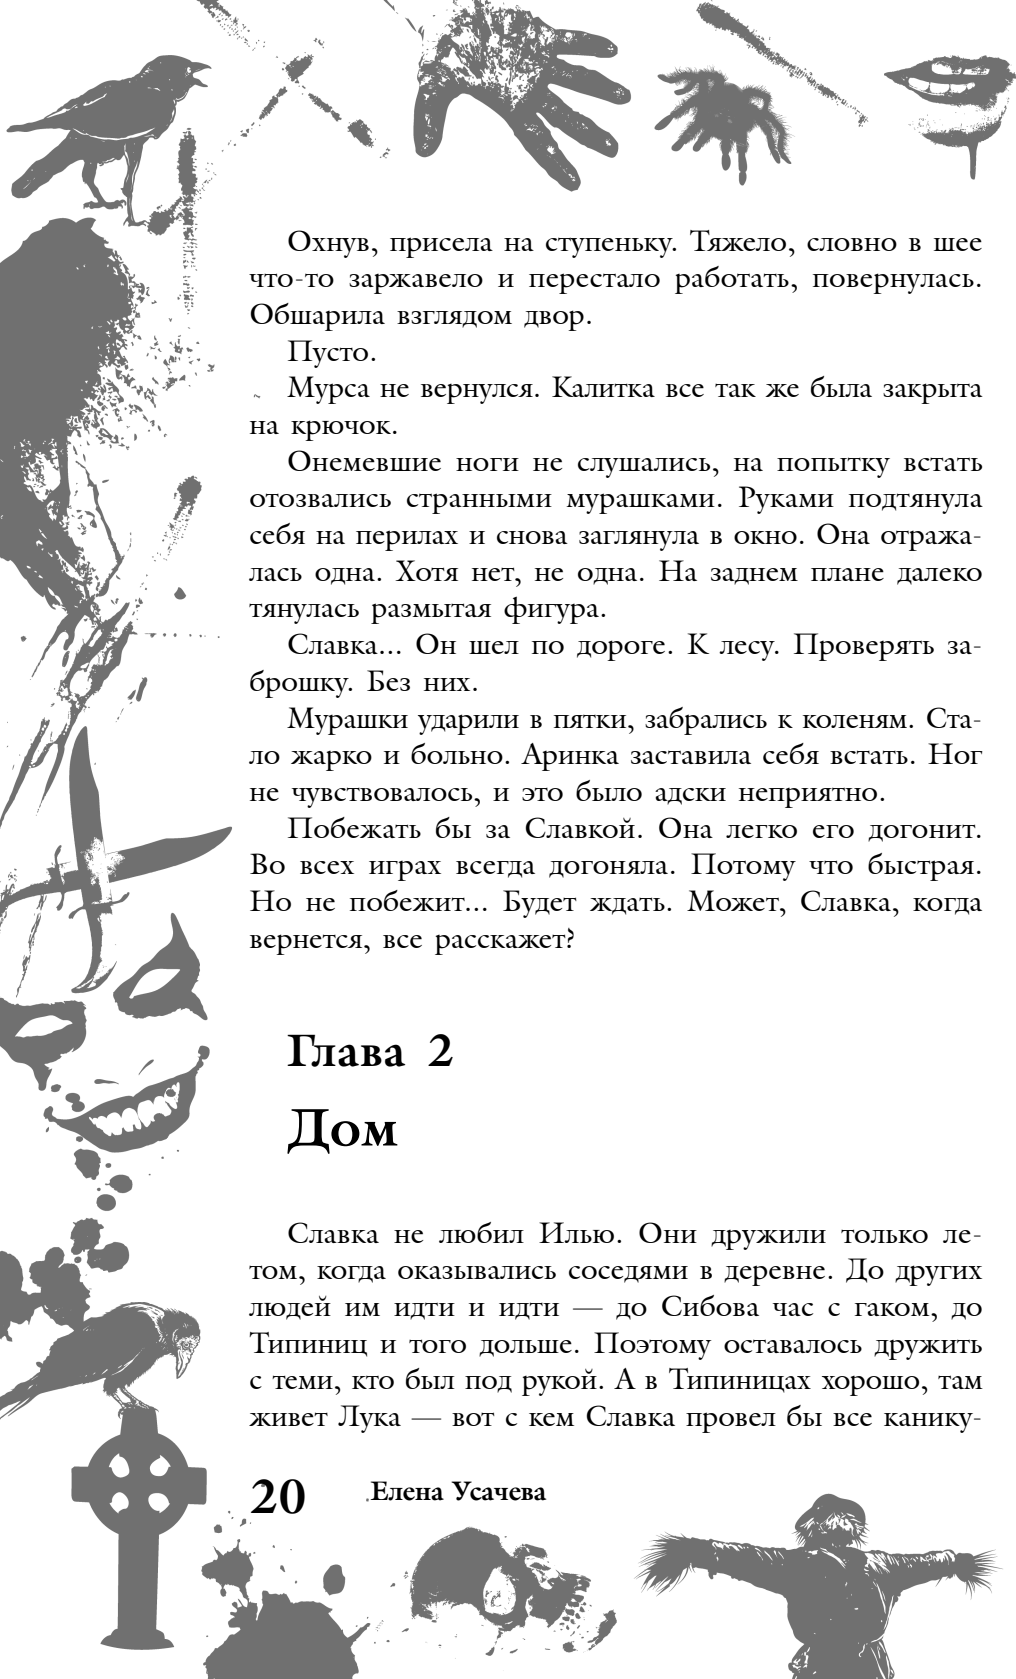 Охнув, присела на ступеньку. Тяжело, словно в шее
что-то заржавело и перестало работать, повернулась.
Обшарила взглядом двор.
Пусто.
Мурса не вернулся. Калитка все так же была закрыта
на крючок.
Онемевшие ноги не слушались, на попытку встать
отозвались странными мурашками. Руками подтянула
себя на перилах и снова заглянула в окно. Она отража-
лась одна. Хотя нет, не одна. На заднем плане далеко
тянулась размытая фигура.
Славка... Он шел по дороге. К лесу. Проверять за-
брошку. Без них.
Мурашки ударили в пятки, забрались к коленям. Ста-
ло жарко и больно. Аринка заставила себя встать. Ног
не чувствовалось, и это было адски неприятно.
Побежать бы за Славкой. Она легко его догонит.
Во всех играх всегда догоняла. Потому что быстрая.
Но не побежит... Будет ждать. Может, Славка, когда
вернется, все расскажет?
Глава 2
Дом
Славка не любил Илью. Они дружили только ле-
том, когда оказывались соседями в деревне. До других
людей им идти и идти — до Сибова час с гаком, до
Типиниц и того дольше. Поэтому оставалось дружить
с теми, кто был под рукой. А в Типиницах хорошо, там
живет Лука — вот с кем Славка провел бы все канику-
20 Елена Усачева